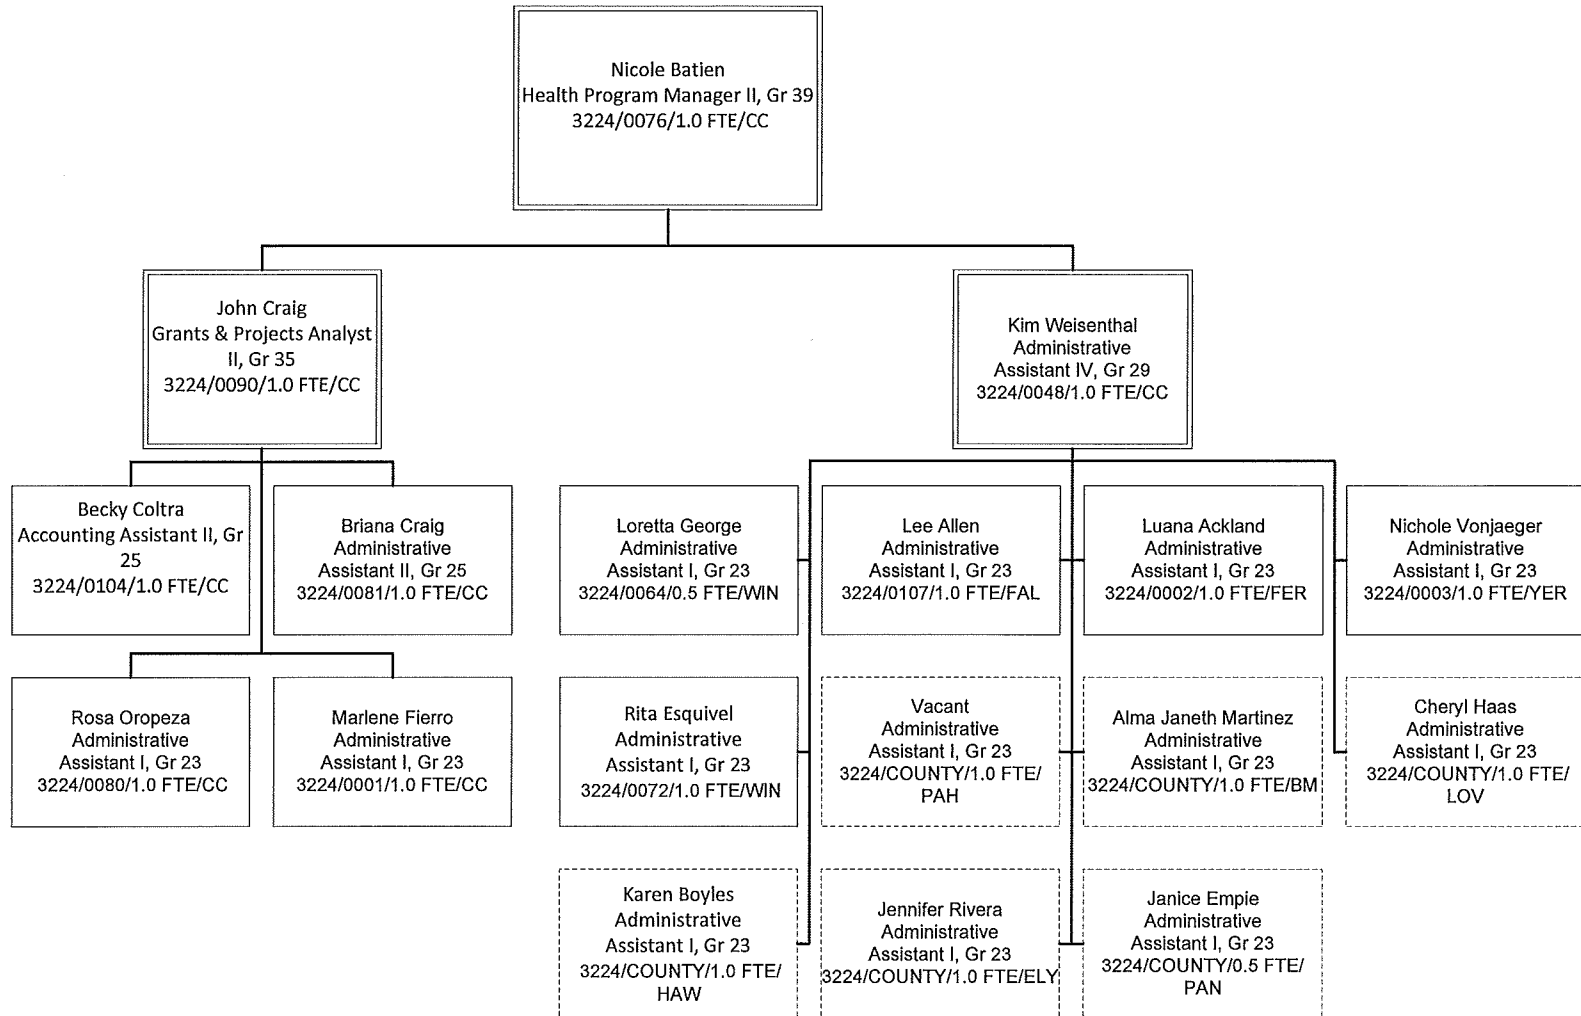 Nicole Batien
Health Program Manager II, Gr 39
3224/0076/1.0 FTE/CC
John Craig
Grants & Projects Analyst
II, Gr 35
3224/0090/1.0 FTE/CC
Kim Weisenthal
Administrative
Assistant IV, Gr 29
3224/0048/1.0 FTE/CC
Becky Coltra
Accounting Assistant II, Gr
25
3224/0104/1.0 FTE/CC
Briana Craig
Administrative
Assistant II, Gr 25
3224/0081/1.0 FTE/CC
Loretta George
Administrative
Assistant I, Gr 23
3224/0064/0.5 FTE/WIN
Lee Allen
Administrative
Assistant I, Gr 23
3224/0107/1.0 FTE/FAL
Luana Ackland
Administrative
Assistant I, Gr 23
3224/0002/1.0 FTE/FER
Nichole Vonjaeger
Administrative
Assistant I, Gr 23
3224/0003/1.0 FTE/YER
Rosa Oropeza
Administrative
Assistant I, Gr 23
3224/0080/1.0 FTE/CC
Marlene Fierro
Administrative
Assistant I, Gr 23
3224/0001/1.0 FTE/CC
Rita Esquivel
Administrative
Assistant I, Gr 23
3224/0072/1.0 FTE/WIN
Vacant
Administrative
Assistant I, Gr 23
3224/COUNTY/1.0 FTE/
PAH
Alma Janeth Martinez
Administrative
Assistant I, Gr 23
3224/COUNTY/1.0 FTE/BM
Cheryl Haas
Administrative
Assistant I, Gr 23
3224/COUNTY/1.0 FTE/
LOV
Karen Boyles
Administrative
Assistant I, Gr 23
3224/COUNTY/1.0 FTE/
HAW
Jennifer Rivera
Administrative
Assistant I, Gr 23
3224/COUNTY/1.0 FTE/ELY
Janice Empie
Administrative
Assistant I, Gr 23
3224/COUNTY/0.5 FTE/
PAN